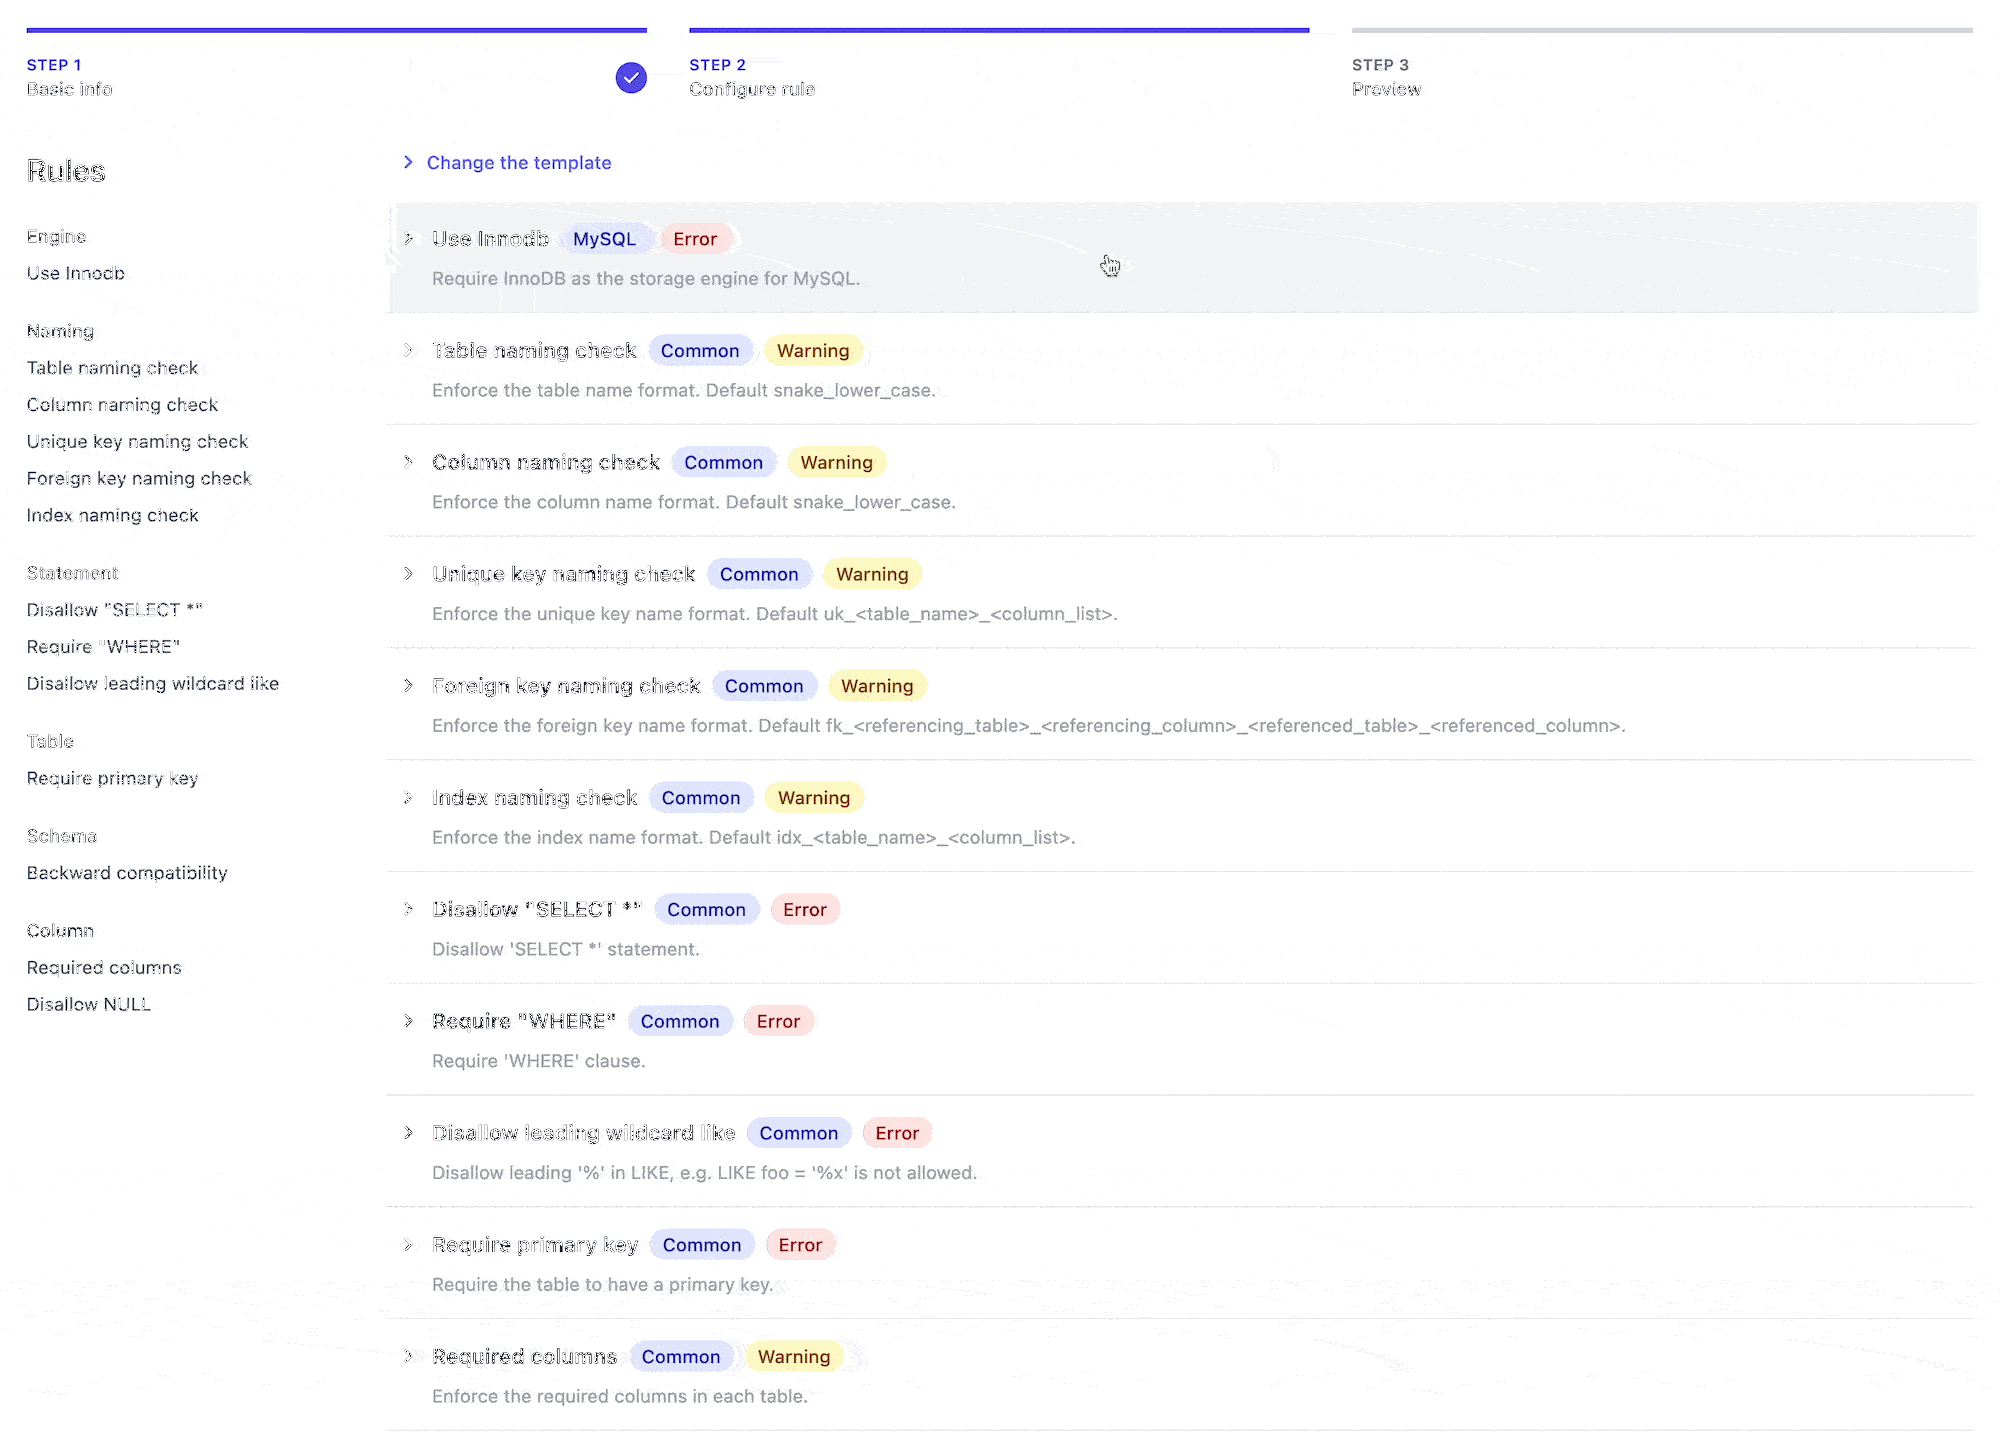 STEP 1
Basic info
STEP 2
Configure rule
STEP 3
Preview
Rules
Engine
Use Innodb
Naming
Table naming check
Column naming check
Unique key naming check
Foreign key naming check
Index naming check
Statement
Disallow "SELECT *"
Require "WHERE"
Disallow leading wildcard like
Table
Require primary key
Schema
Backward compatibility
Column
Required columns
Disallow NULL
Change the template
Use Innodb MySQL Error
Require InnoDB as the storage engine for MySQL.
Table naming check Common Warning
Enforce the table name format. Default snake_lower_case.
Column naming check Common Warning
Enforce the column name format. Default snake_lower_case.
Unique key naming check Common Warning
Enforce the unique key name format. Default uk_<table_name>_<column_list>.
Foreign key naming check Common Warning
Enforce the foreign key name format. Default fk_<referencing_table>_<referencing_column>_<referenced_table>_<referenced_column>.
Index naming check Common Warning
Enforce the index name format. Default idx_<table_name>_<column_list>.
Disallow "SELECT *" Common Error
Disallow 'SELECT *' statement.
Require "WHERE" Common Error
Require 'WHERE' clause.
Disallow leading wildcard like Common Error
Disallow leading '%' in LIKE, e.g. LIKE foo = '%x' is not allowed.
Require primary key Common Error
Require the table to have a primary key.
Required columns Common Warning
Enforce the required columns in each table.